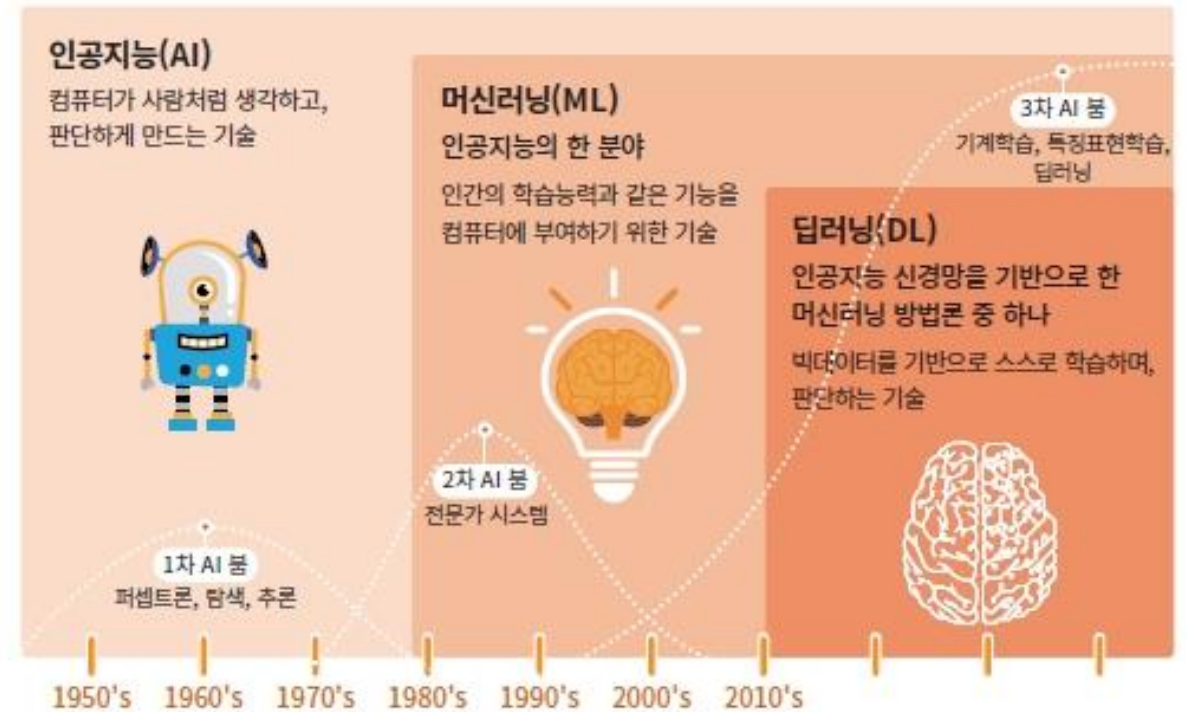 인공지능(AI)
컴퓨터가 사람처럼 생각하고,
판단하게 만드는 기술
머신러닝(ML)
인공지능의 한 분야
인간의 학습능력과 같은 기능을
컴퓨터에 부여하기 위한 기술
3차 AI 붐
기계학습, 특징표현학습,
딥러닝
딥러닝(DL)
인공지능 신경망을 기반으로 한
머신러닝 방법론 중 하나
빅데이터를 기반으로 스스로 학습하며,
판단하는 기술
2차 AI 붐
전문가 시스템
1차 AI 붐
퍼셉트론, 탐색, 추론
1950's 1960's 1970's 1980's 1990's 2000's 2010's